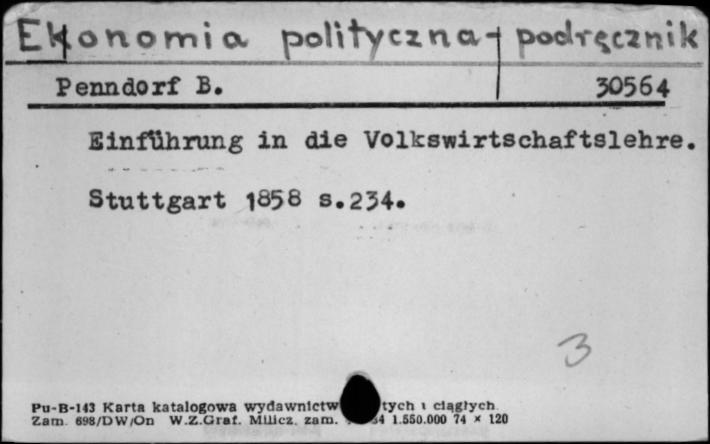 Ekonomia polityczna - podręcznik
Penndorf B. 30564
Einführung in die Volkswirtschaftslehre.
Stuttgart 1858 s.234.
3
Pu-B-143 Karta katalogowa wydawnictw tych i ciągłych.
Zam. 698/DW/On W.Z.Graf. Milicz. zam. 54 1.550.000 74 × 120